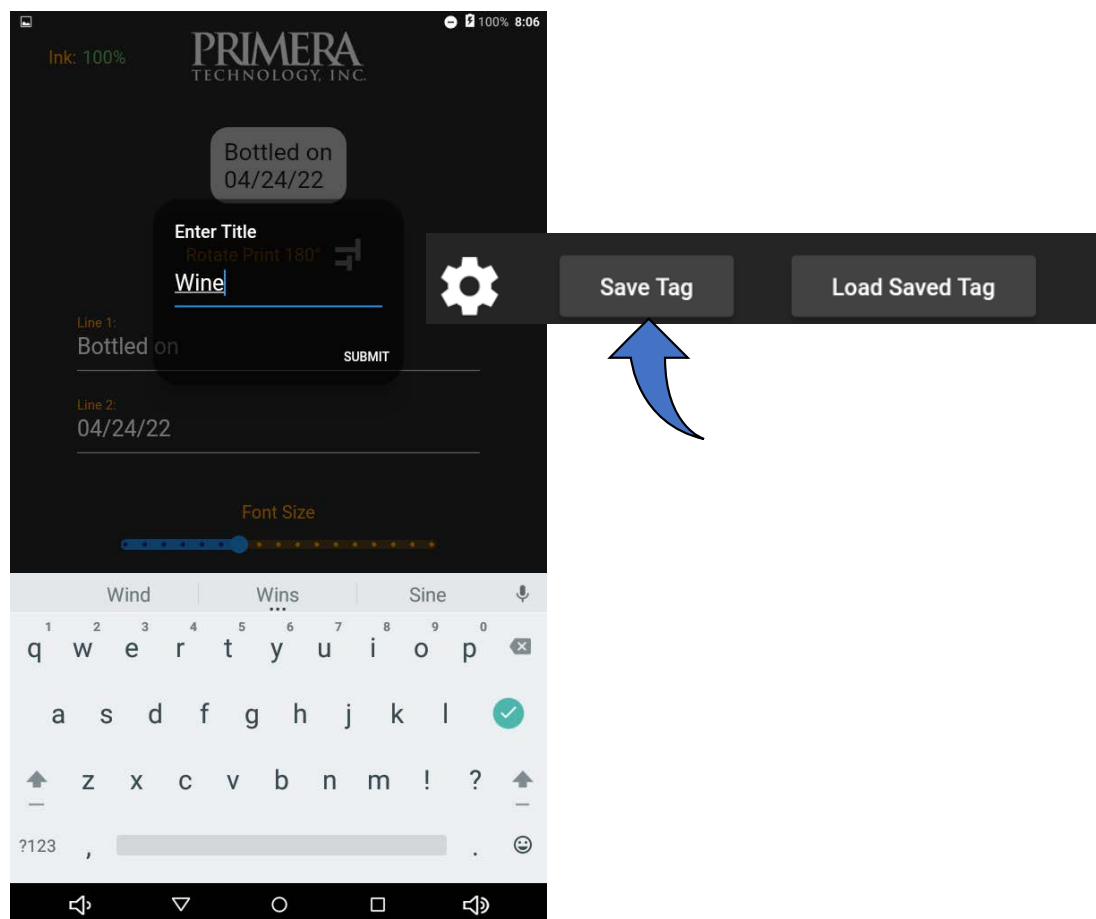 100% 8:06
Ink: 100%
PRIMERA
TECHNOLOGY, INC.
Bottled on
04/24/22
Enter Title
Rotate Print 180°
Wine
SUBMIT
Line 1:
Bottled on
Line 2:
04/24/22
Font Size
Wind Wins Sine
1 2 3 4 5 6 7 8 9 0
q w e r t y u i o p
a s d f g h j k l
z x c v b n m ! ?
?123 , .
Save Tag Load Saved Tag